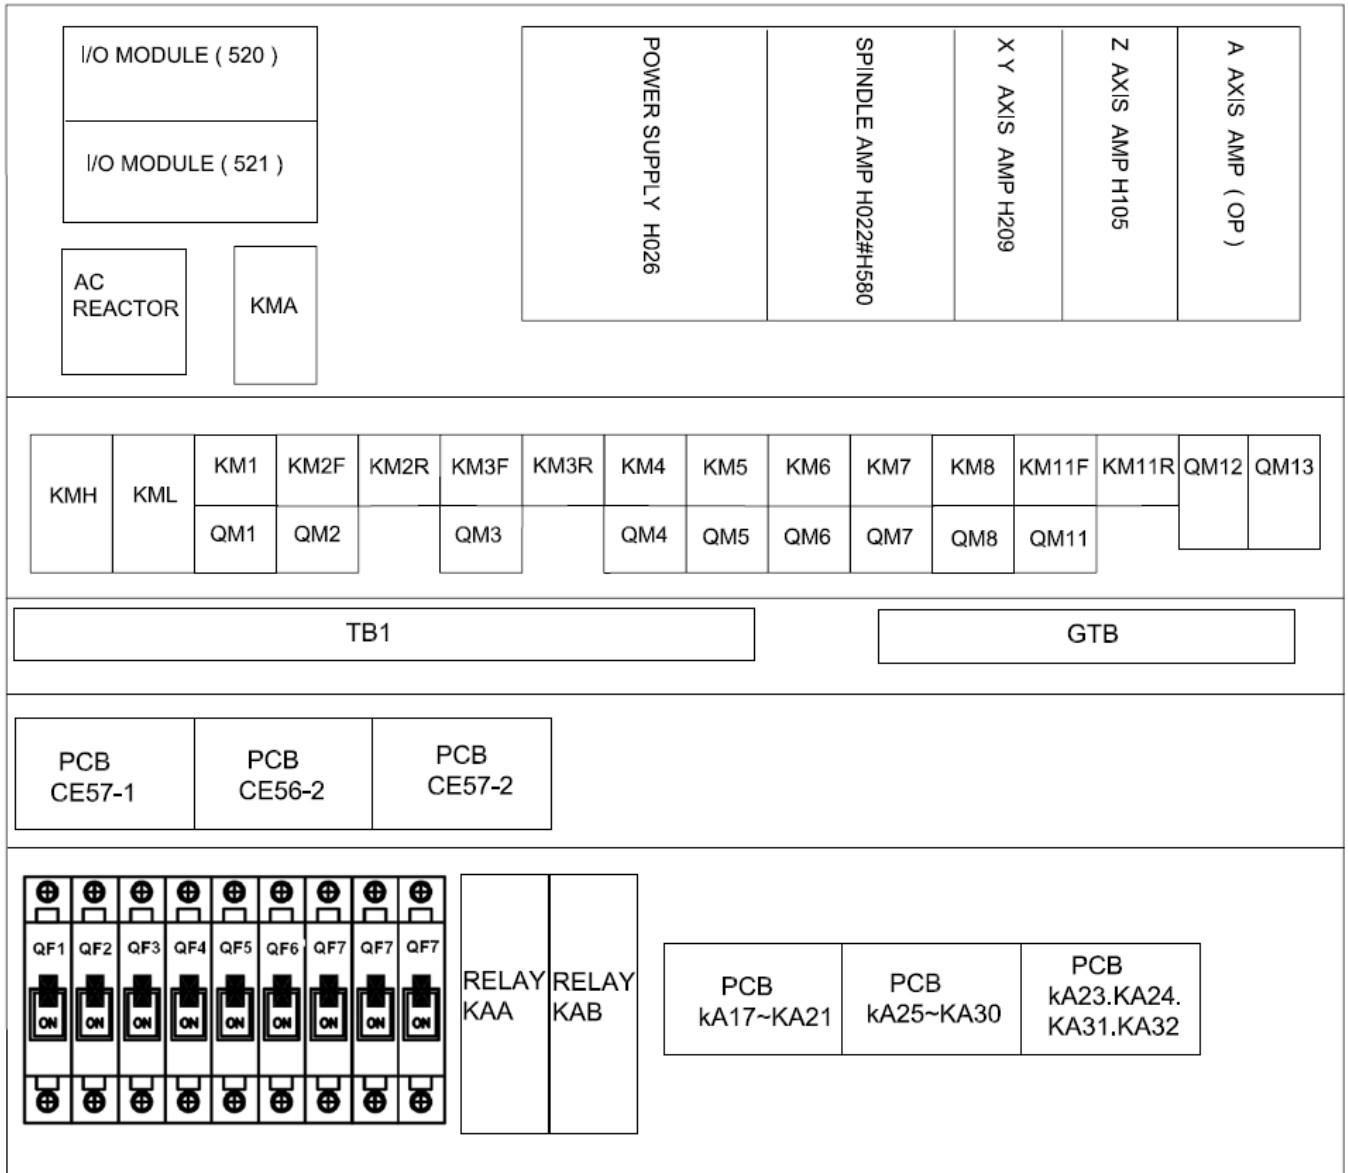 I/O MODULE ( 520 )
I/O MODULE ( 521 )
POWER SUPPLY H026
SPINDLE AMP H022#H580
X Y AXIS AMP H209
Z AXIS AMP H105
A AXIS AMP ( OP )
AC
REACTOR
KMA
KMH
KML
KM1
KM2F
KM2R
KM3F
KM3R
KM4
KM5
KM6
KM7
KM8
KM11F
KM11R
QM12
QM13
QM1
QM2
QM3
QM4
QM5
QM6
QM7
QM8
QM11
TB1
GTB
PCB
CE57-1
PCB
CE56-2
PCB
CE57-2
QF1
QF2
QF3
QF4
QF5
QF6
QF7
QF7
QF7
ON
ON
ON
ON
ON
ON
ON
ON
ON
RELAY
KAA
RELAY
KAB
PCB
kA17~KA21
PCB
kA25~KA30
PCB
kA23.KA24.
KA31.KA32